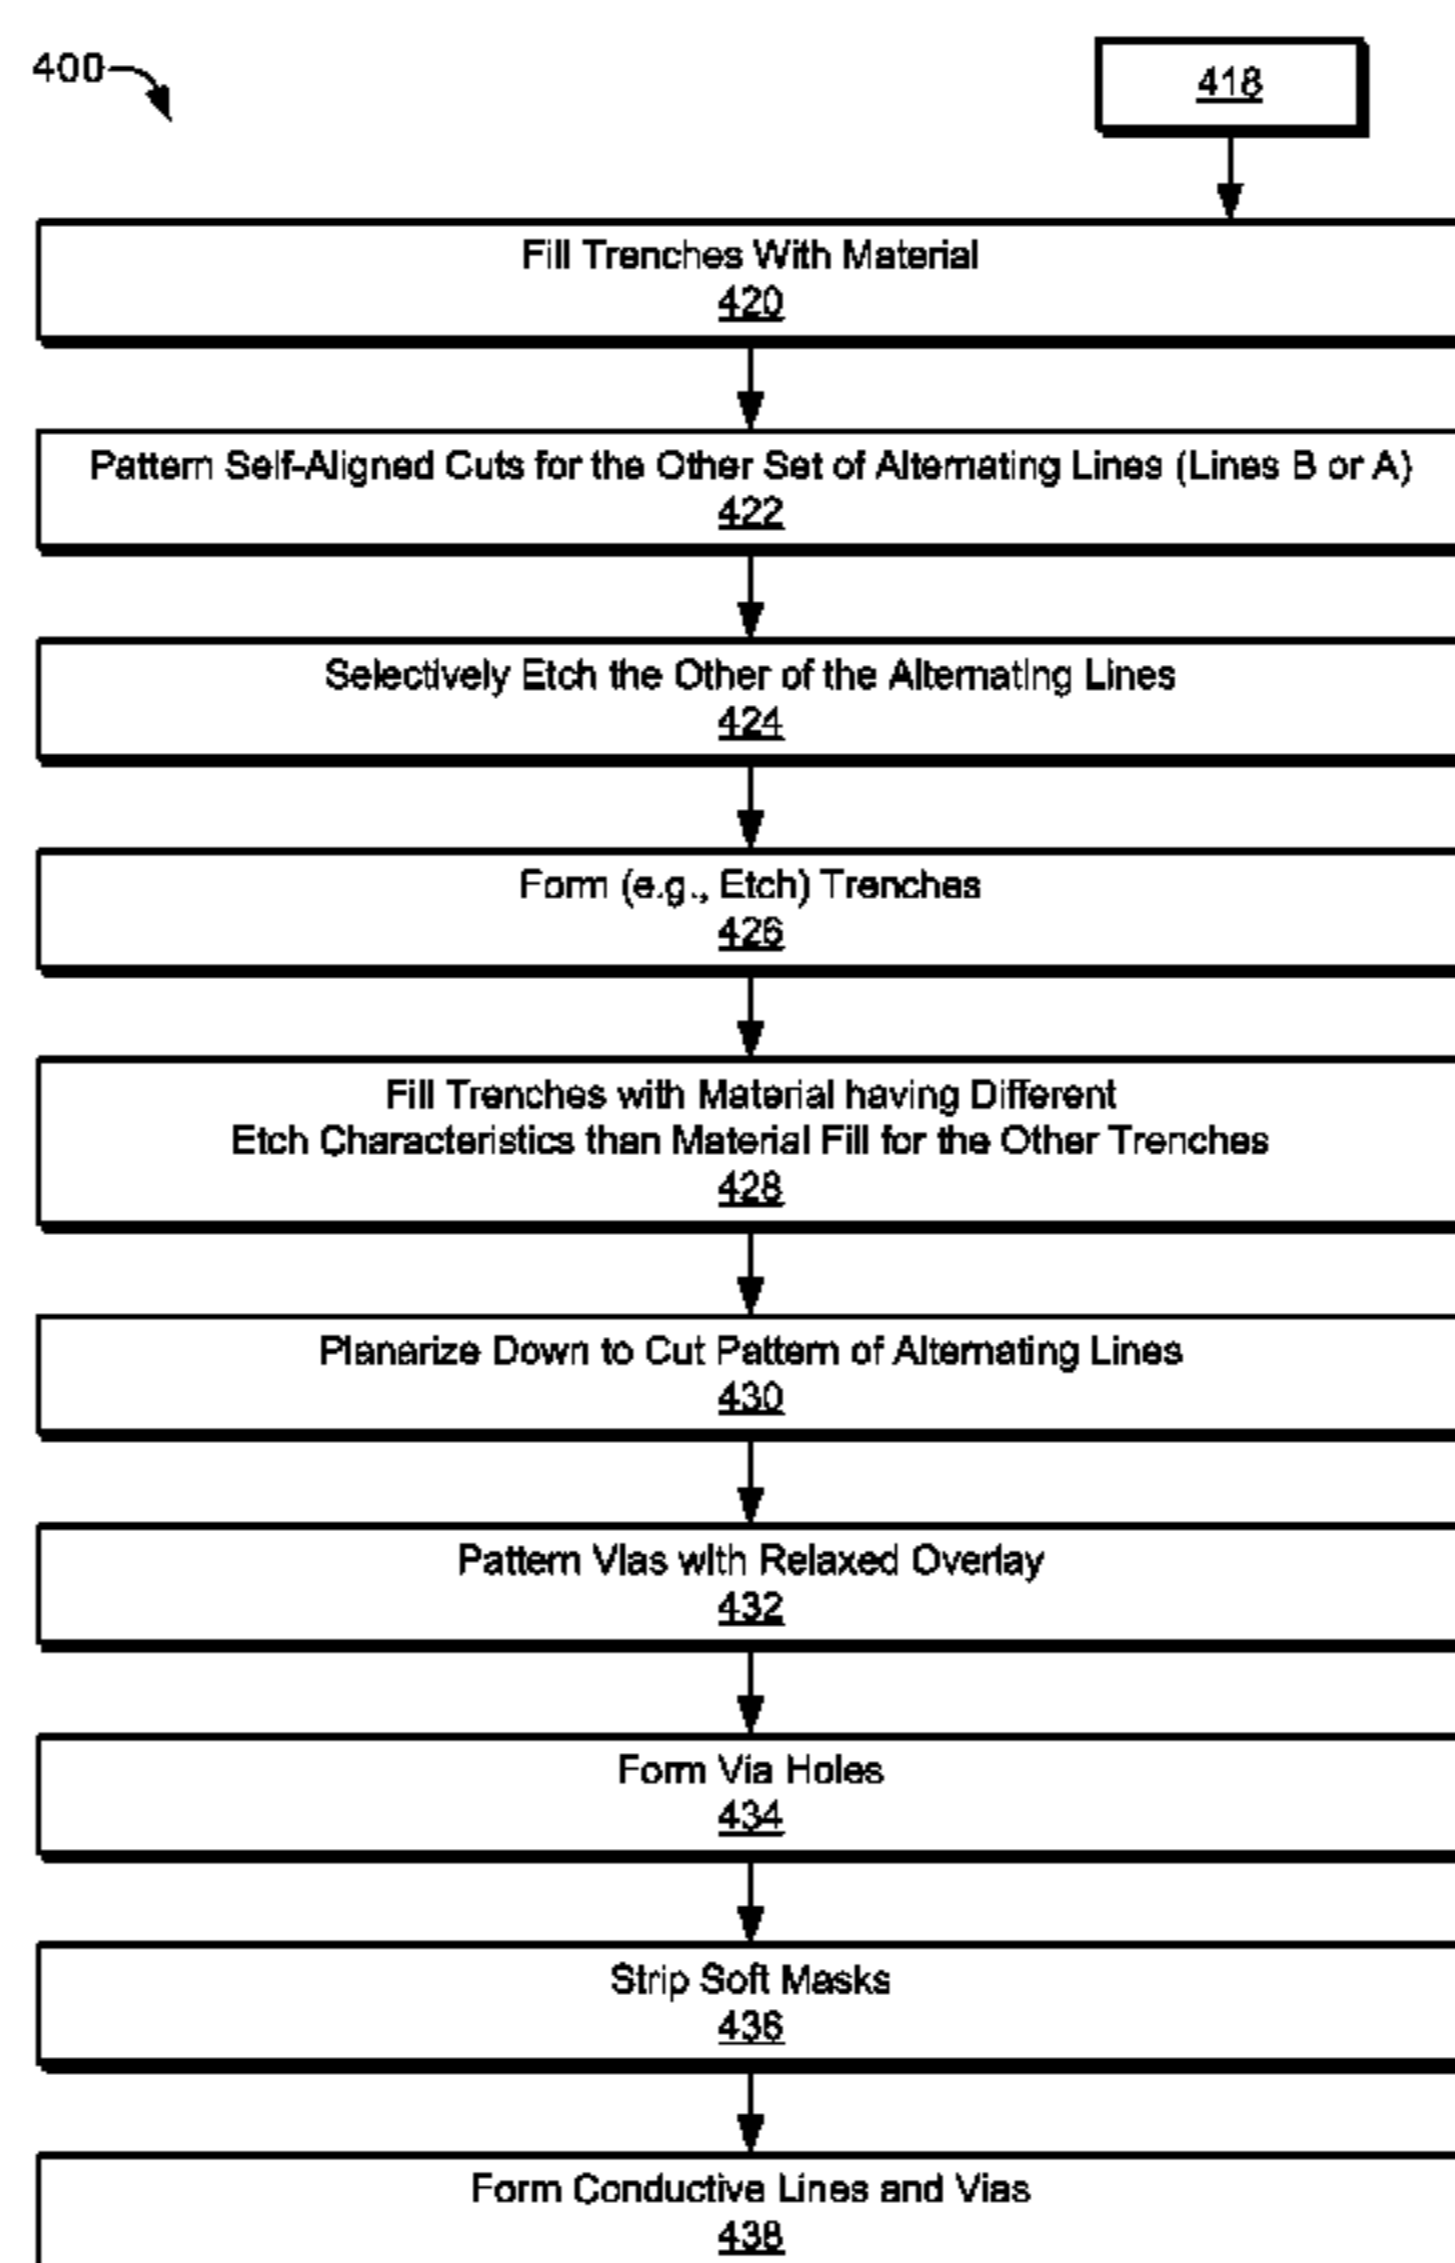 400
418
Fill Trenches With Material
420
Pattern Self-Aligned Cuts for the Other Set of Alternating Lines (Lines B or A)
422
Selectively Etch the Other of the Alternating Lines
424
Form (e.g., Etch) Trenches
426
Fill Trenches with Material having Different
Etch Characteristics than Material Fill for the Other Trenches
428
Planarize Down to Cut Pattern of Alternating Lines
430
Pattern Vias with Relaxed Overlay
432
Form Via Holes
434
Strip Soft Masks
436
Form Conductive Lines and Vias
438